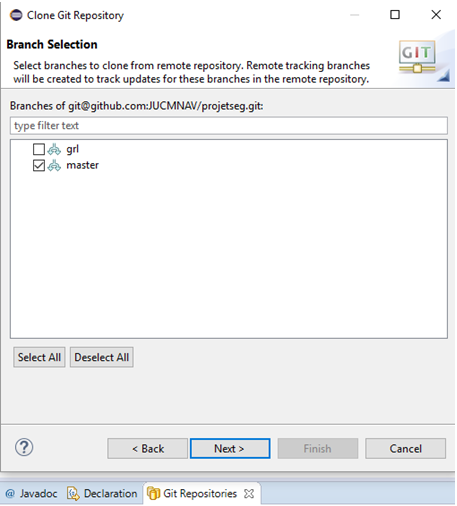 Clone Git Repository
Branch Selection
GIT
Select branches to clone from remote repository. Remote tracking branches
will be created to track updates for these branches in the remote repository.
Branches of git@github.com:JUCMNAV/projetseg.git:
type filter text
grl
master
Select All Deselect All
? < Back Next > Finish Cancel
@ Javadoc Declaration Git Repositories